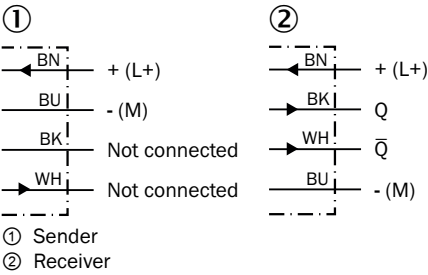 ① ②
BN + (L+) BN + (L+)
BU - (M) BK Q
BK Not connected WH Q̅
WH Not connected BU - (M)
① Sender
② Receiver